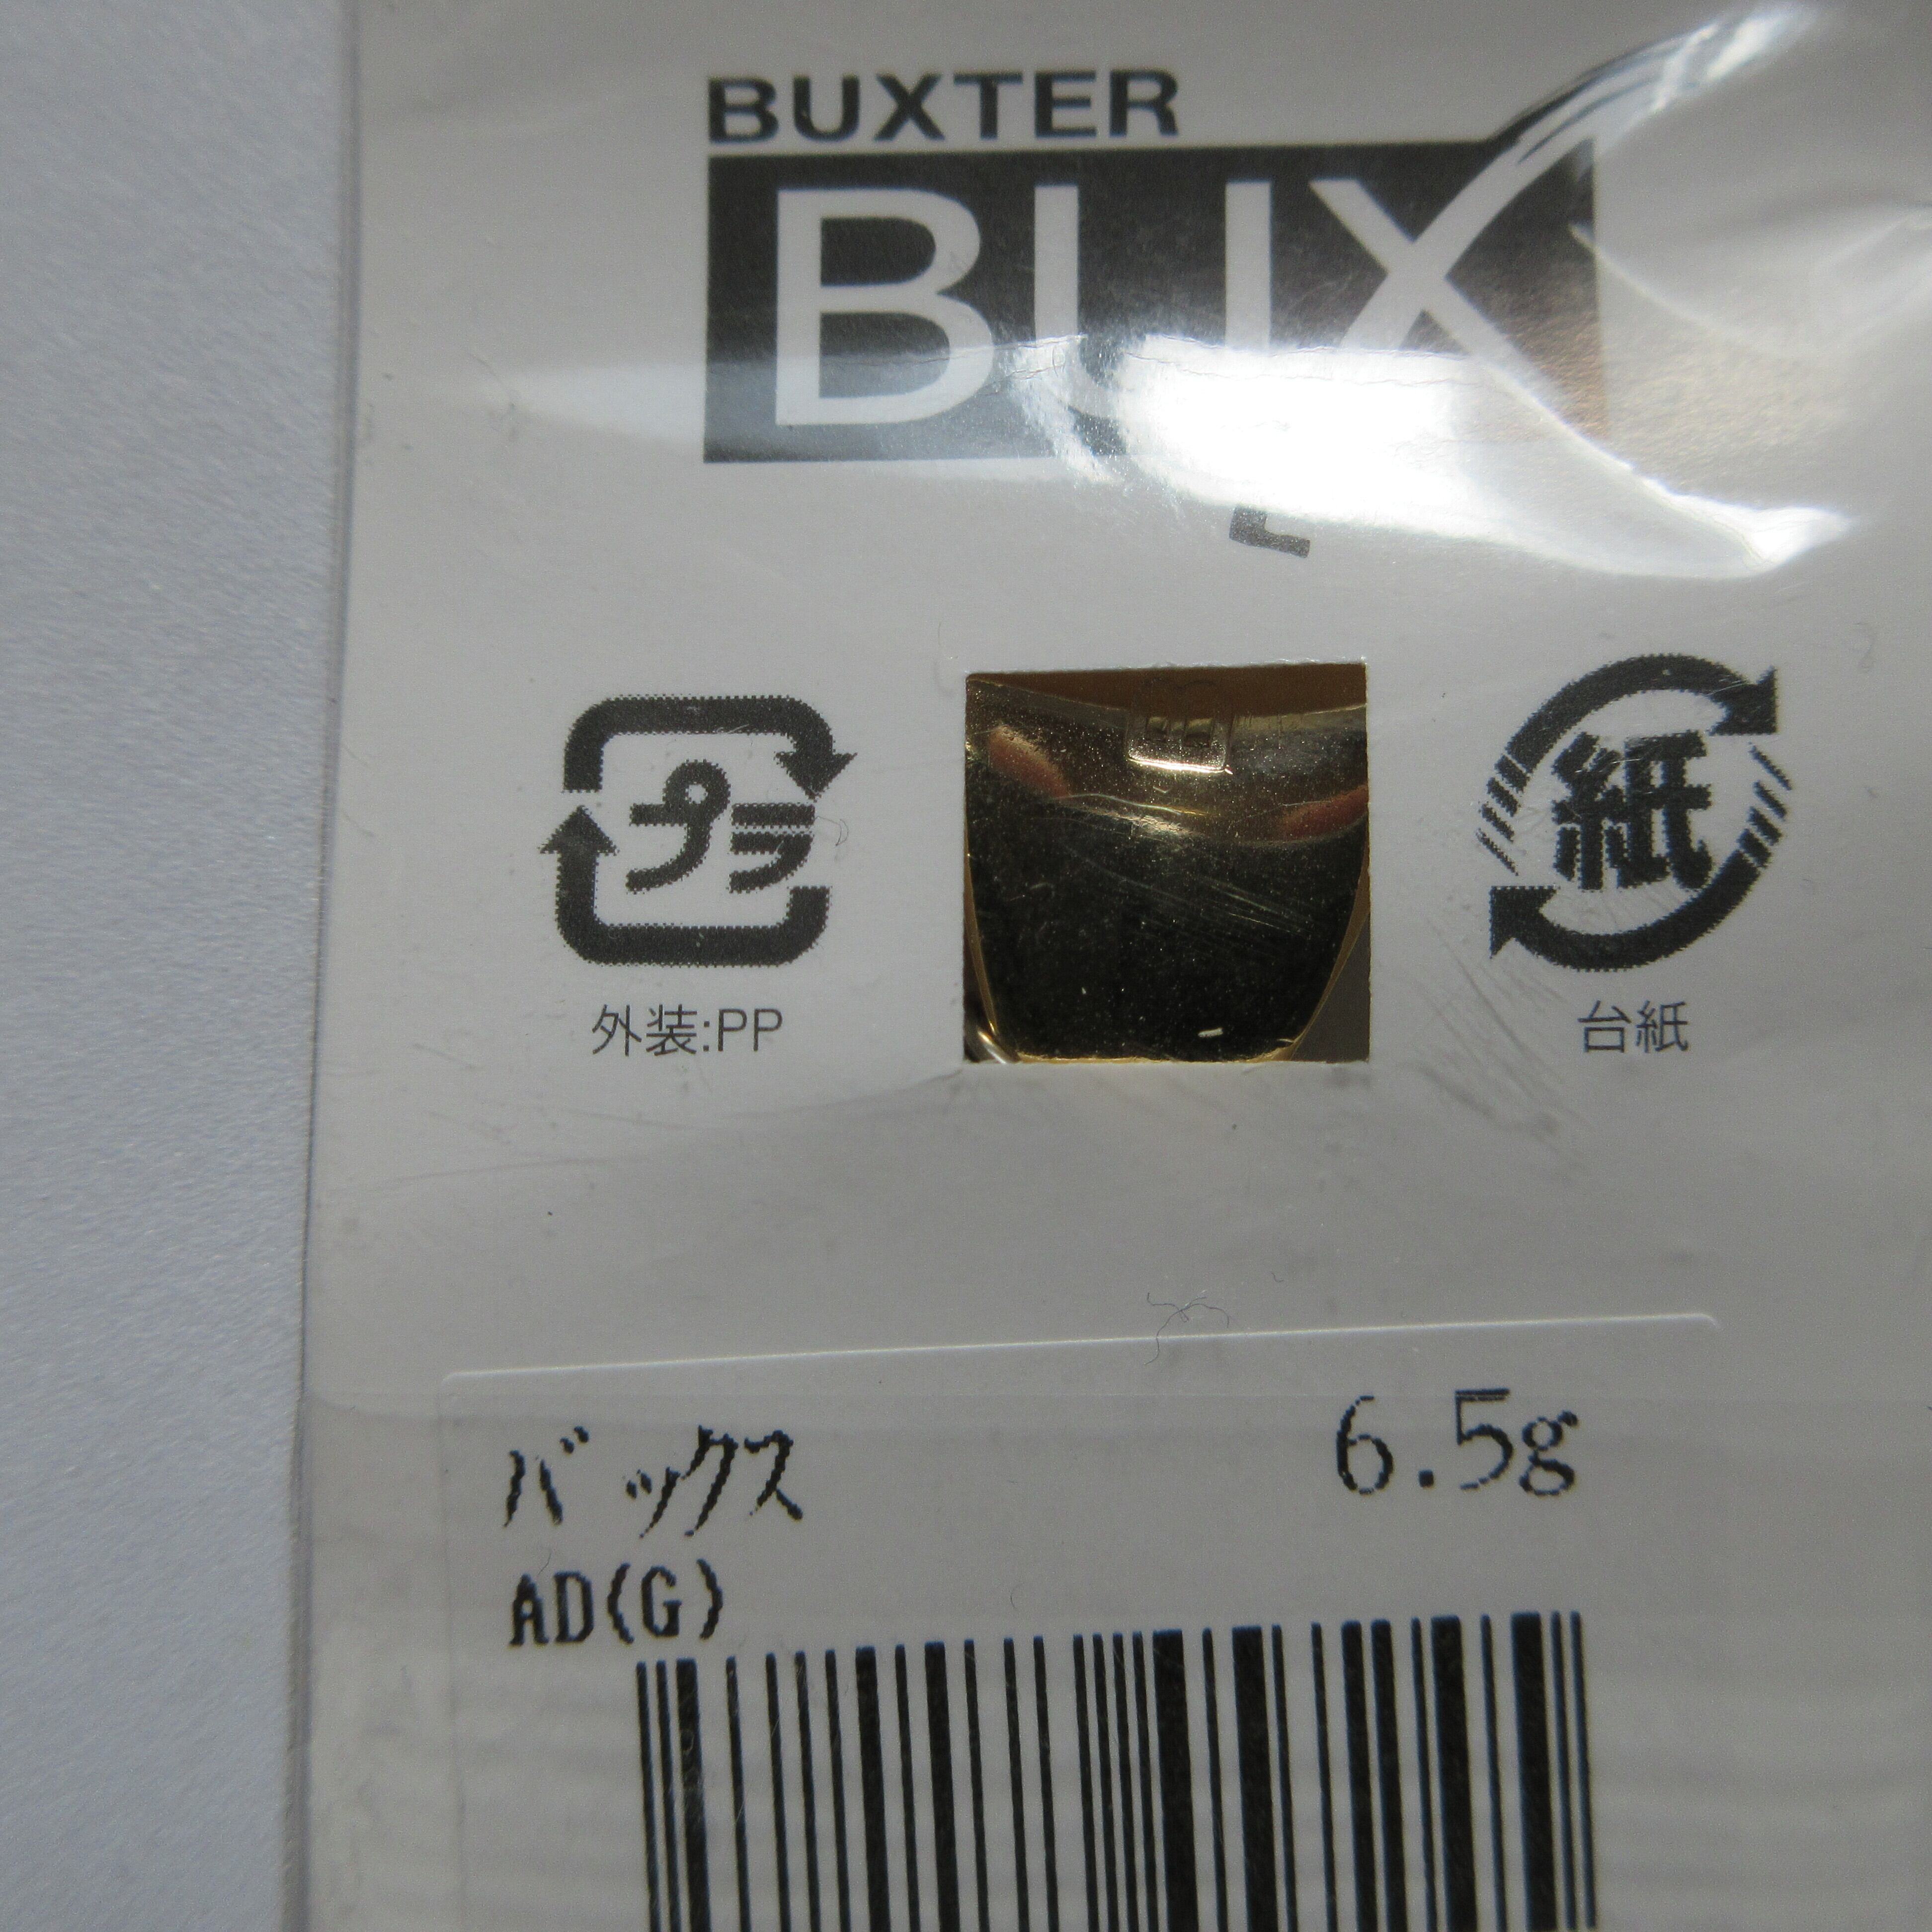 BUXTER
BUX
プラ
紙
外装:PP
台紙
バックス 6.5g
AD(G)